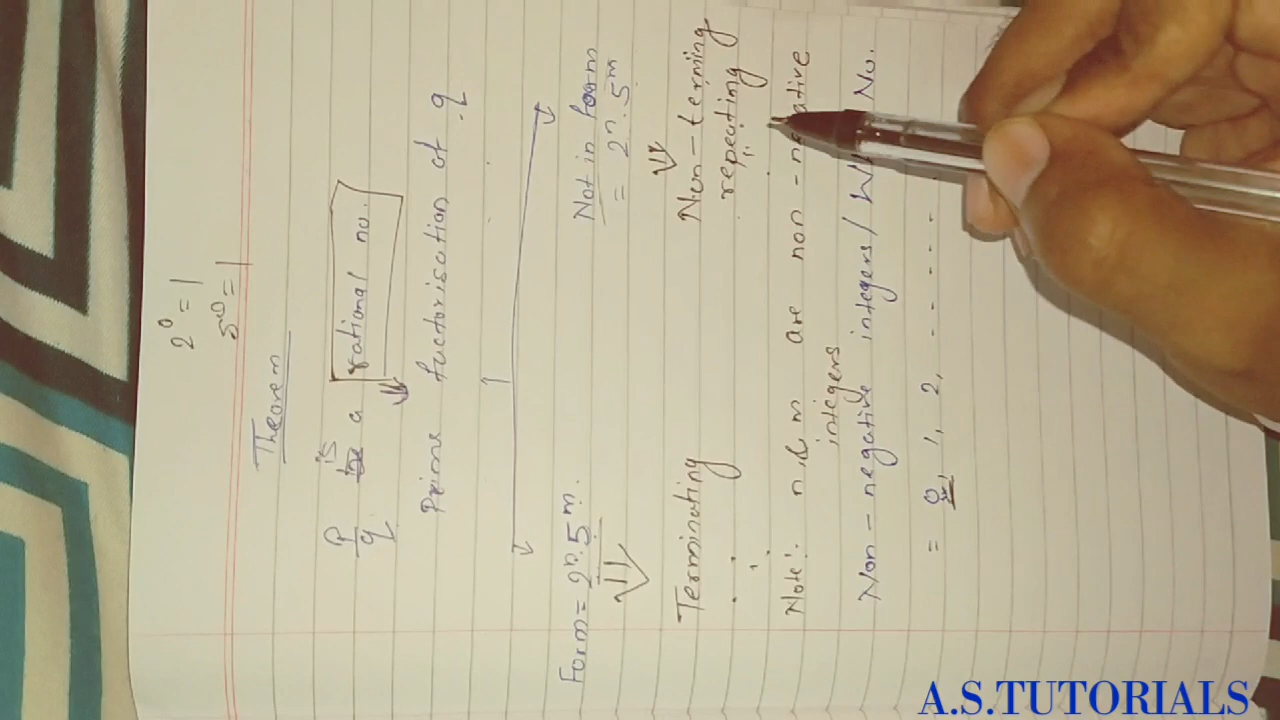 2⁰ = 1
5⁰ = 1
Theorem
p/q is a rational no.
Prime factorisation of q
Form = 2ⁿ. 5ᵐ.
Not in form
= 2ⁿ. 5ᵐ
Terminating
Non - terming
repeating
Note: n & m are non - negative
integers
Non - negative integers / No.
= 0, 1, 2, - - - - - -
A.S.TUTORIALS